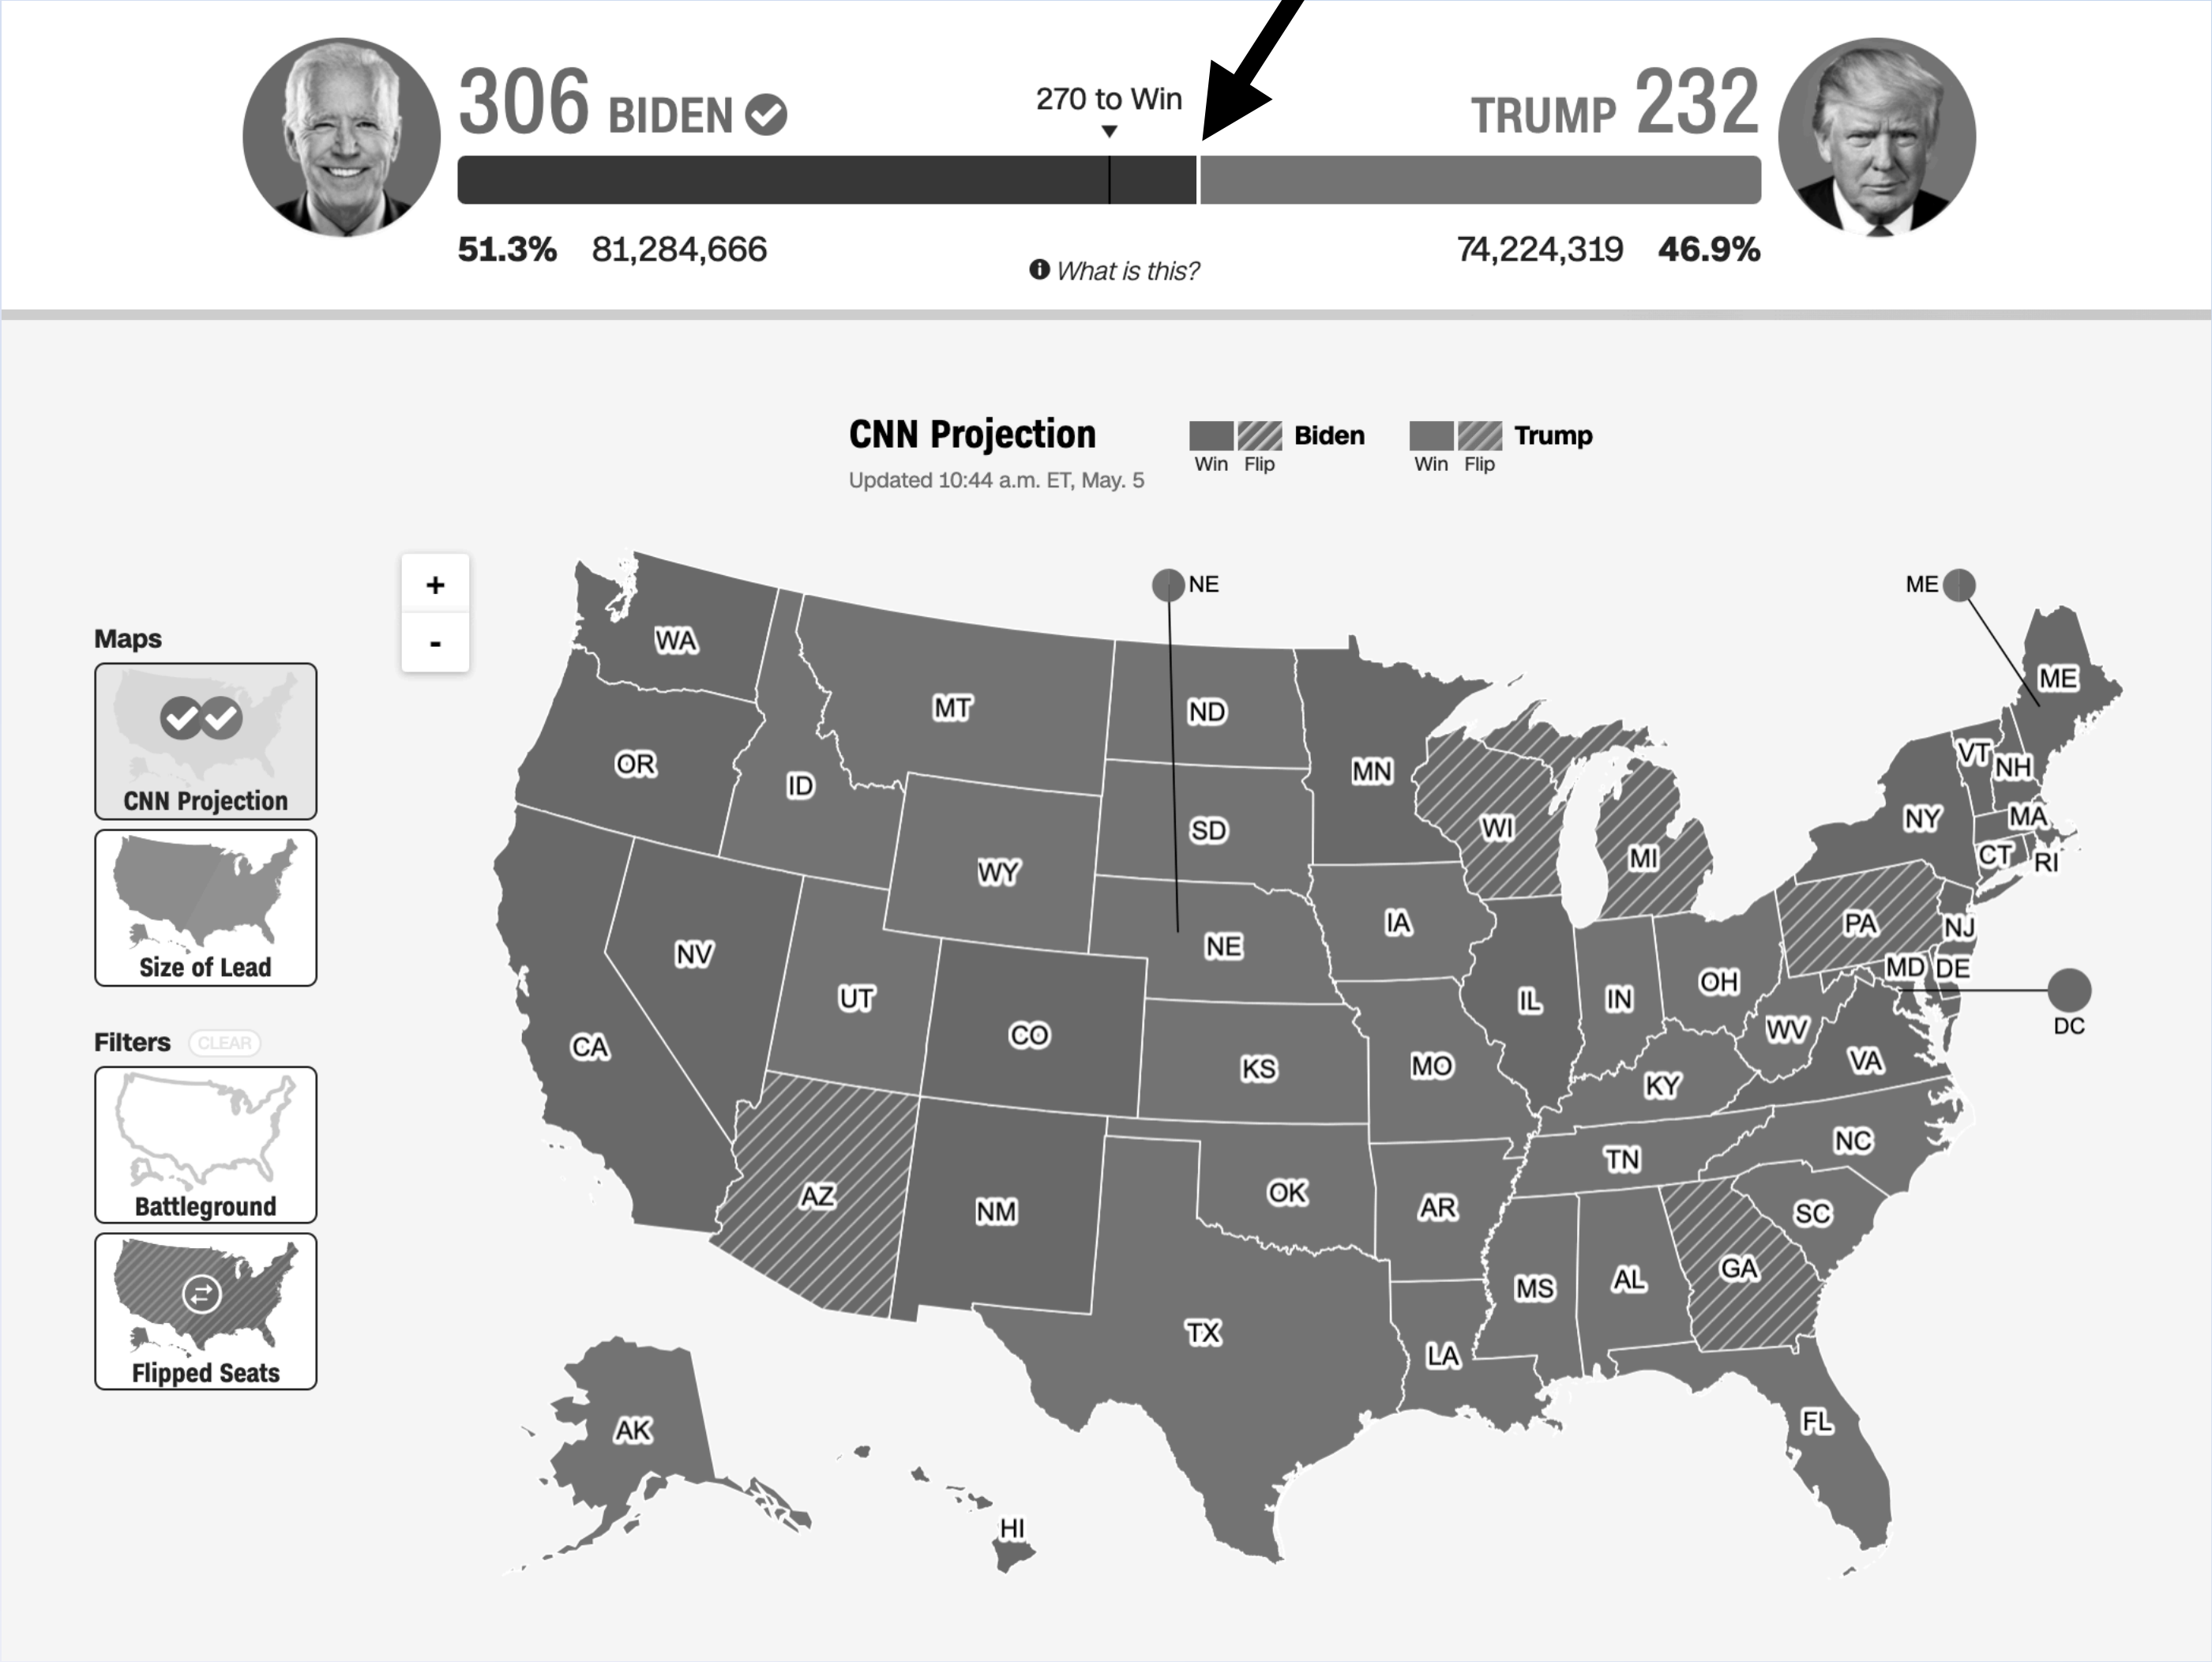 306 BIDEN
270 to Win
TRUMP 232
51.3% 81,284,666
What is this?
74,224,319 46.9%
CNN Projection
Updated 10:44 a.m. ET, May. 5
Win Flip Biden
Win Flip Trump
+
-
Maps
CNN Projection
Size of Lead
Filters CLEAR
Battleground
Flipped Seats
NE
ME
WA
MT
ND
ME
OR
ID
MN
VT
NH
SD
WI
NY
MA
WY
MI
CT
RI
IA
PA
NJ
NV
NE
MD
DE
UT
IL
IN
OH
DC
CO
WV
CA
KS
MO
VA
KY
NC
AZ
TN
NM
OK
AR
SC
MS
AL
GA
TX
LA
AK
FL
HI